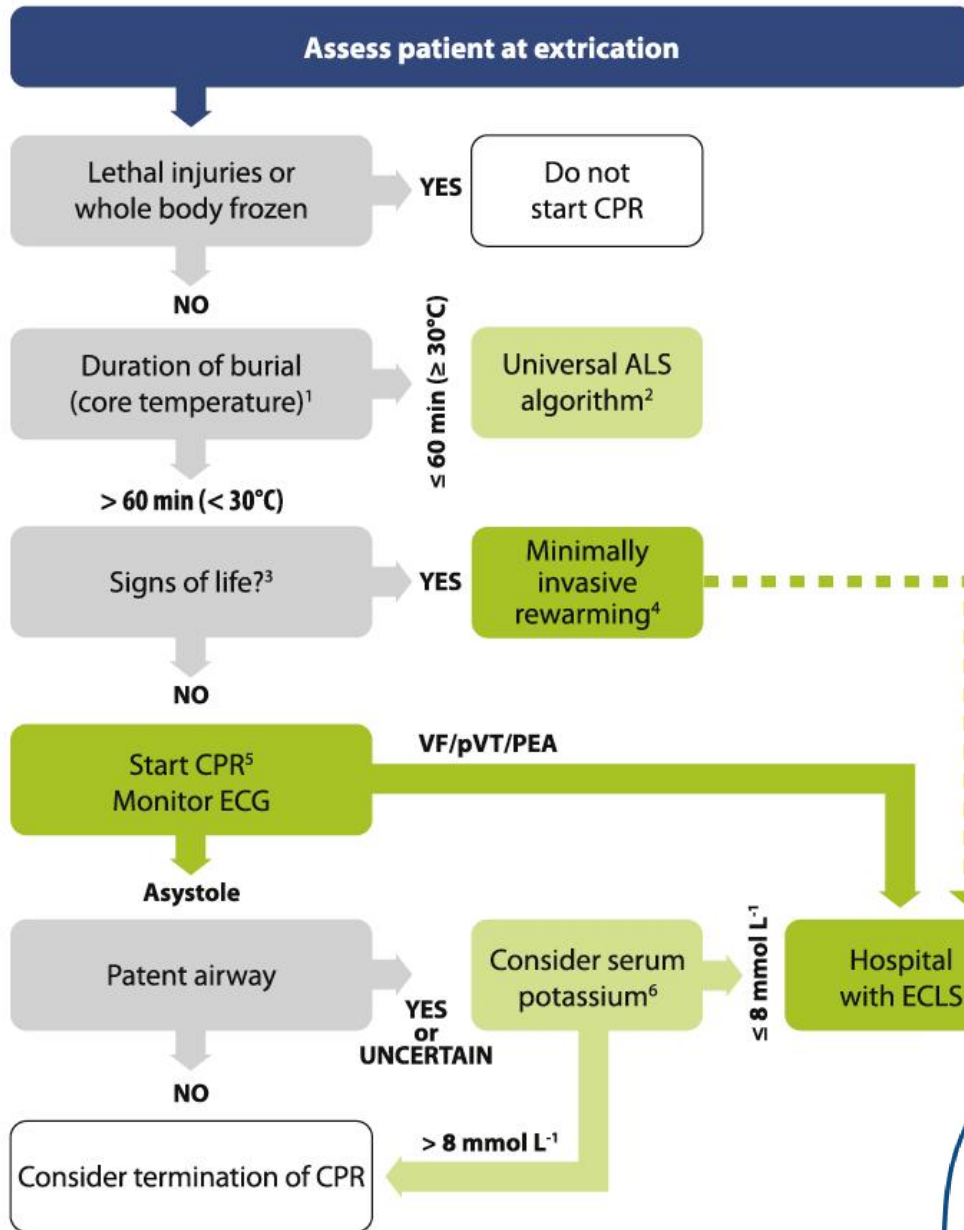 Assess patient at extrication
Lethal injuries or
whole body frozen
YES
Do not
start CPR
NO
Duration of burial
(core temperature)¹
≤ 60 min (≥ 30°C)
Universal ALS
algorithm²
> 60 min (< 30°C)
Signs of life?³
YES
Minimally
invasive
rewarming⁴
NO
Start CPR⁵
Monitor ECG
VF/pVT/PEA
Asystole
Patent airway
YES
or
UNCERTAIN
Consider serum
potassium⁶
≤ 8 mmol L⁻¹
Hospital
with ECLS
NO
> 8 mmol L⁻¹
Consider termination of CPR